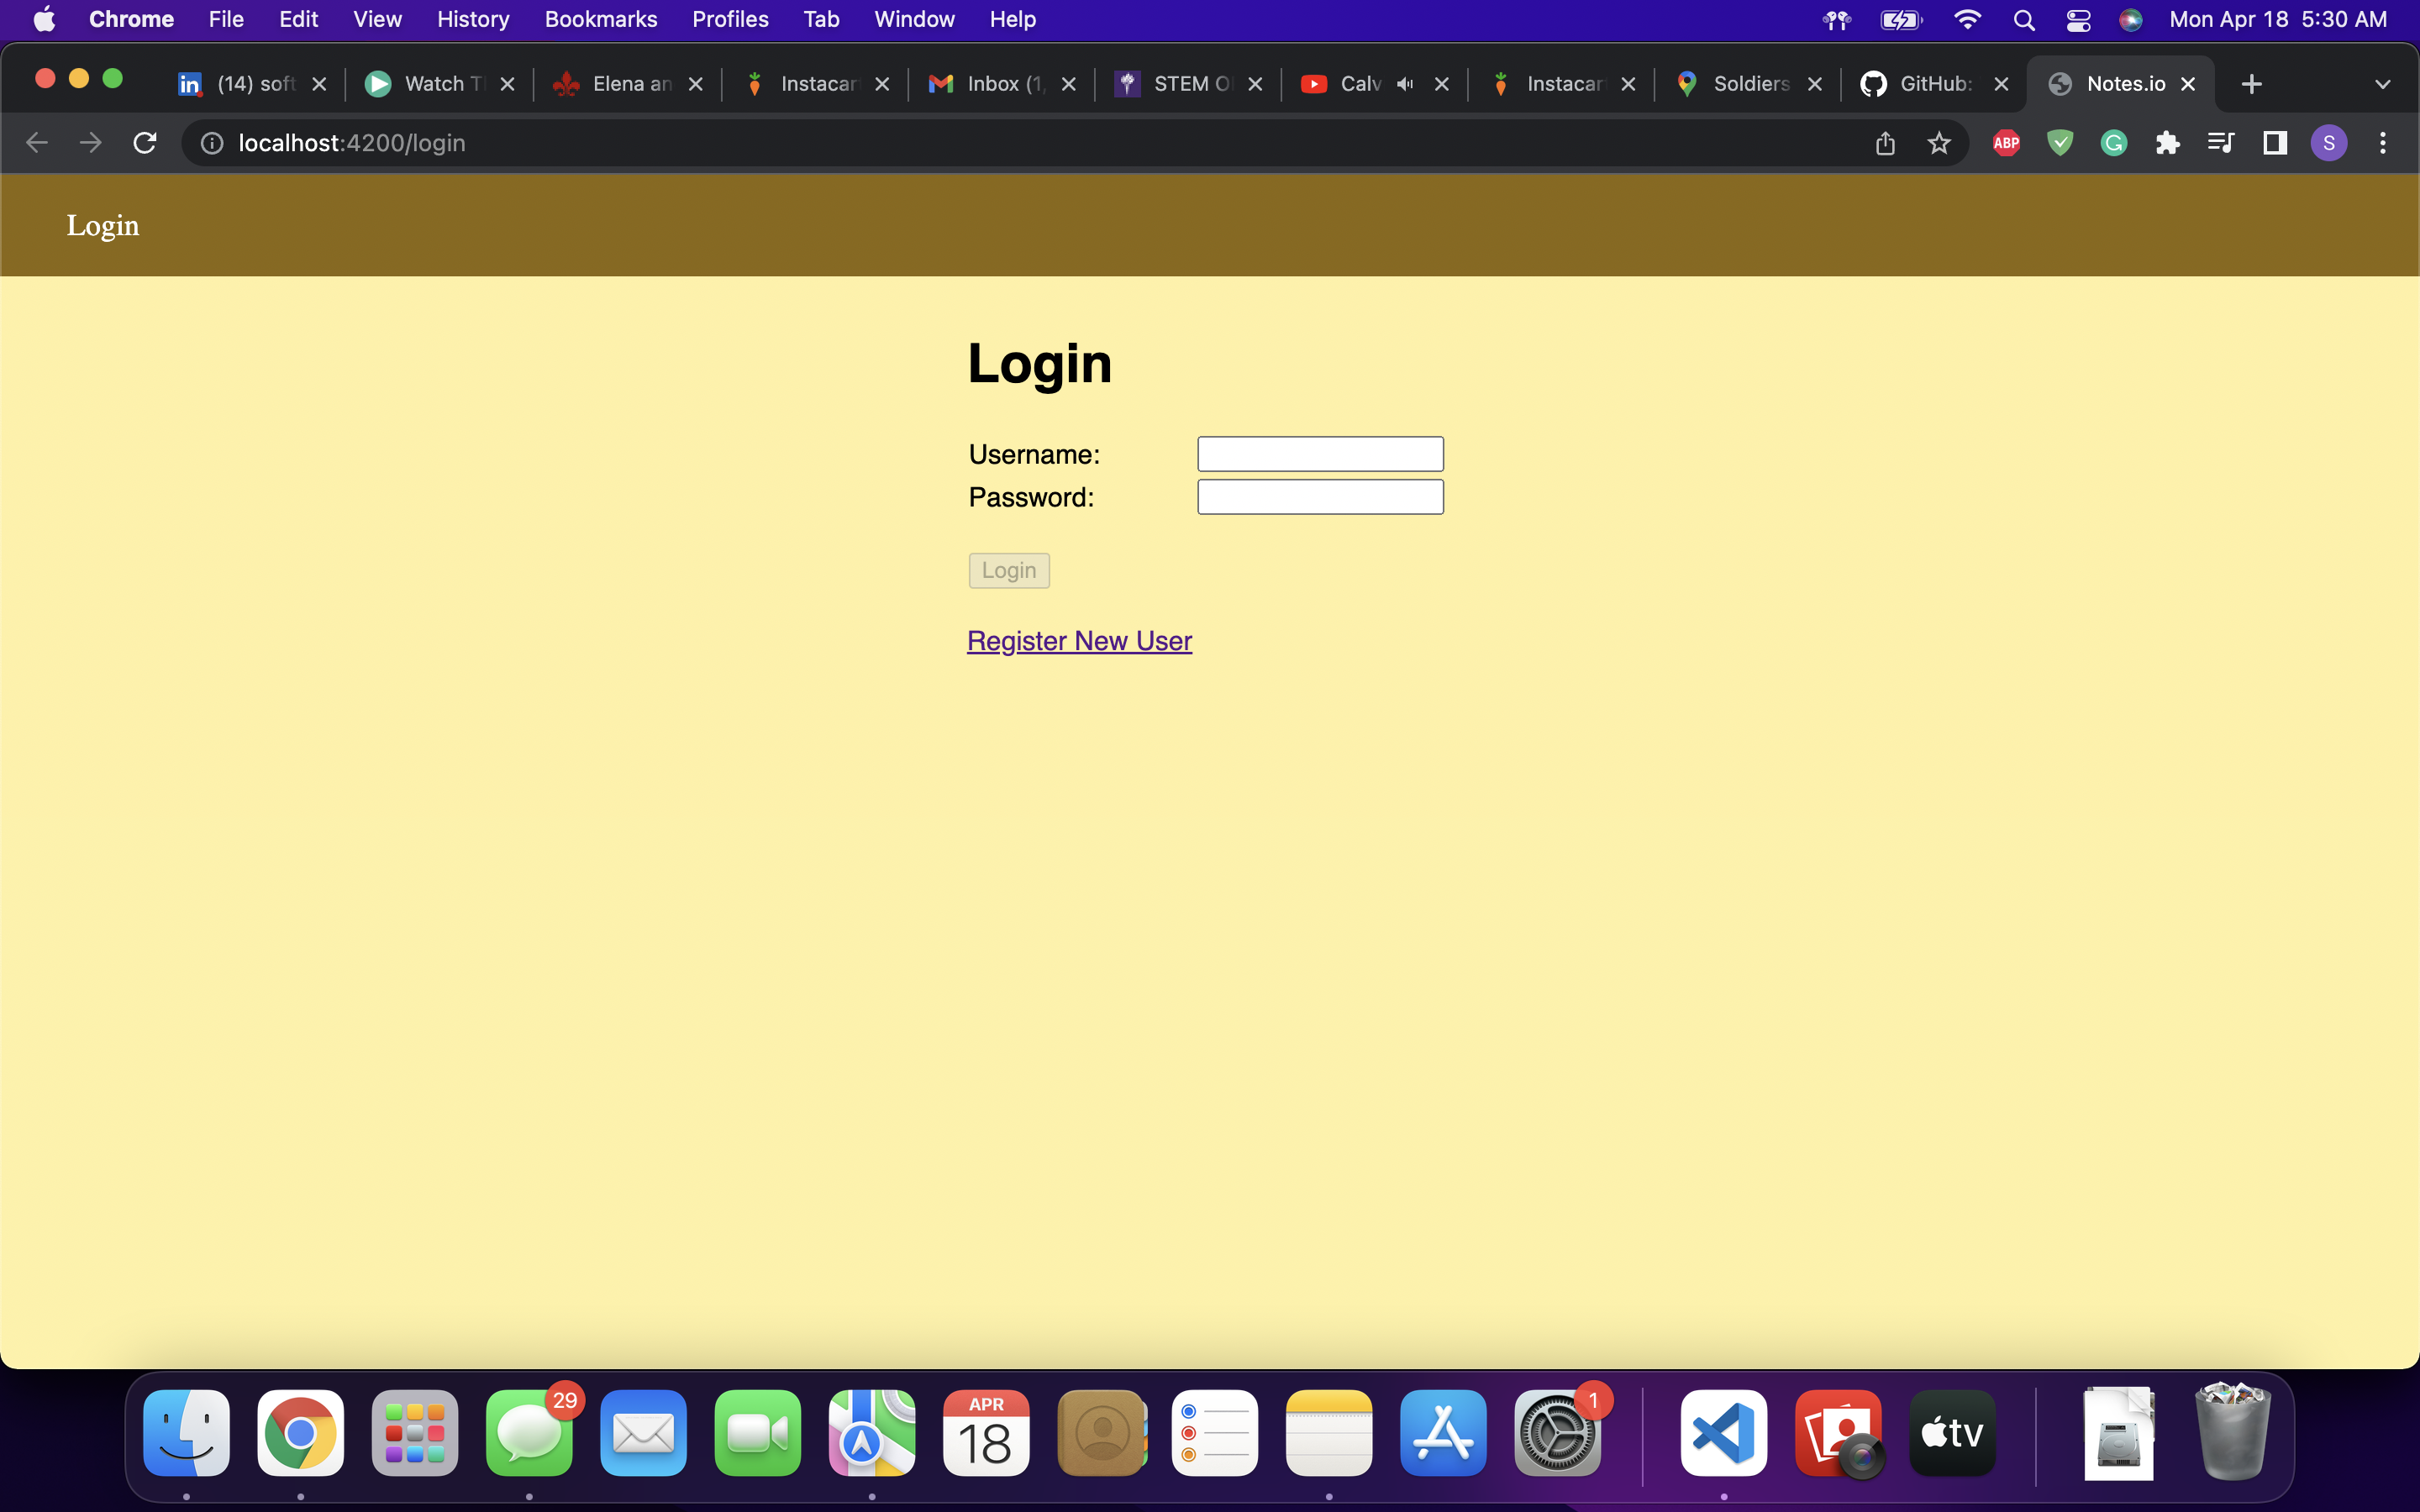 Chrome File Edit View History Bookmarks Profiles Tab Window Help Mon Apr 18 5:30 AM
in (14) soft Watch T Elena an Instacar Inbox (1, STEM O Calv Instacar Soldiers GitHub: Notes.io
localhost:4200/login ABP G S
Login
Login
Username:
Password:
Login
Register New User
29 APR 18 1 tv